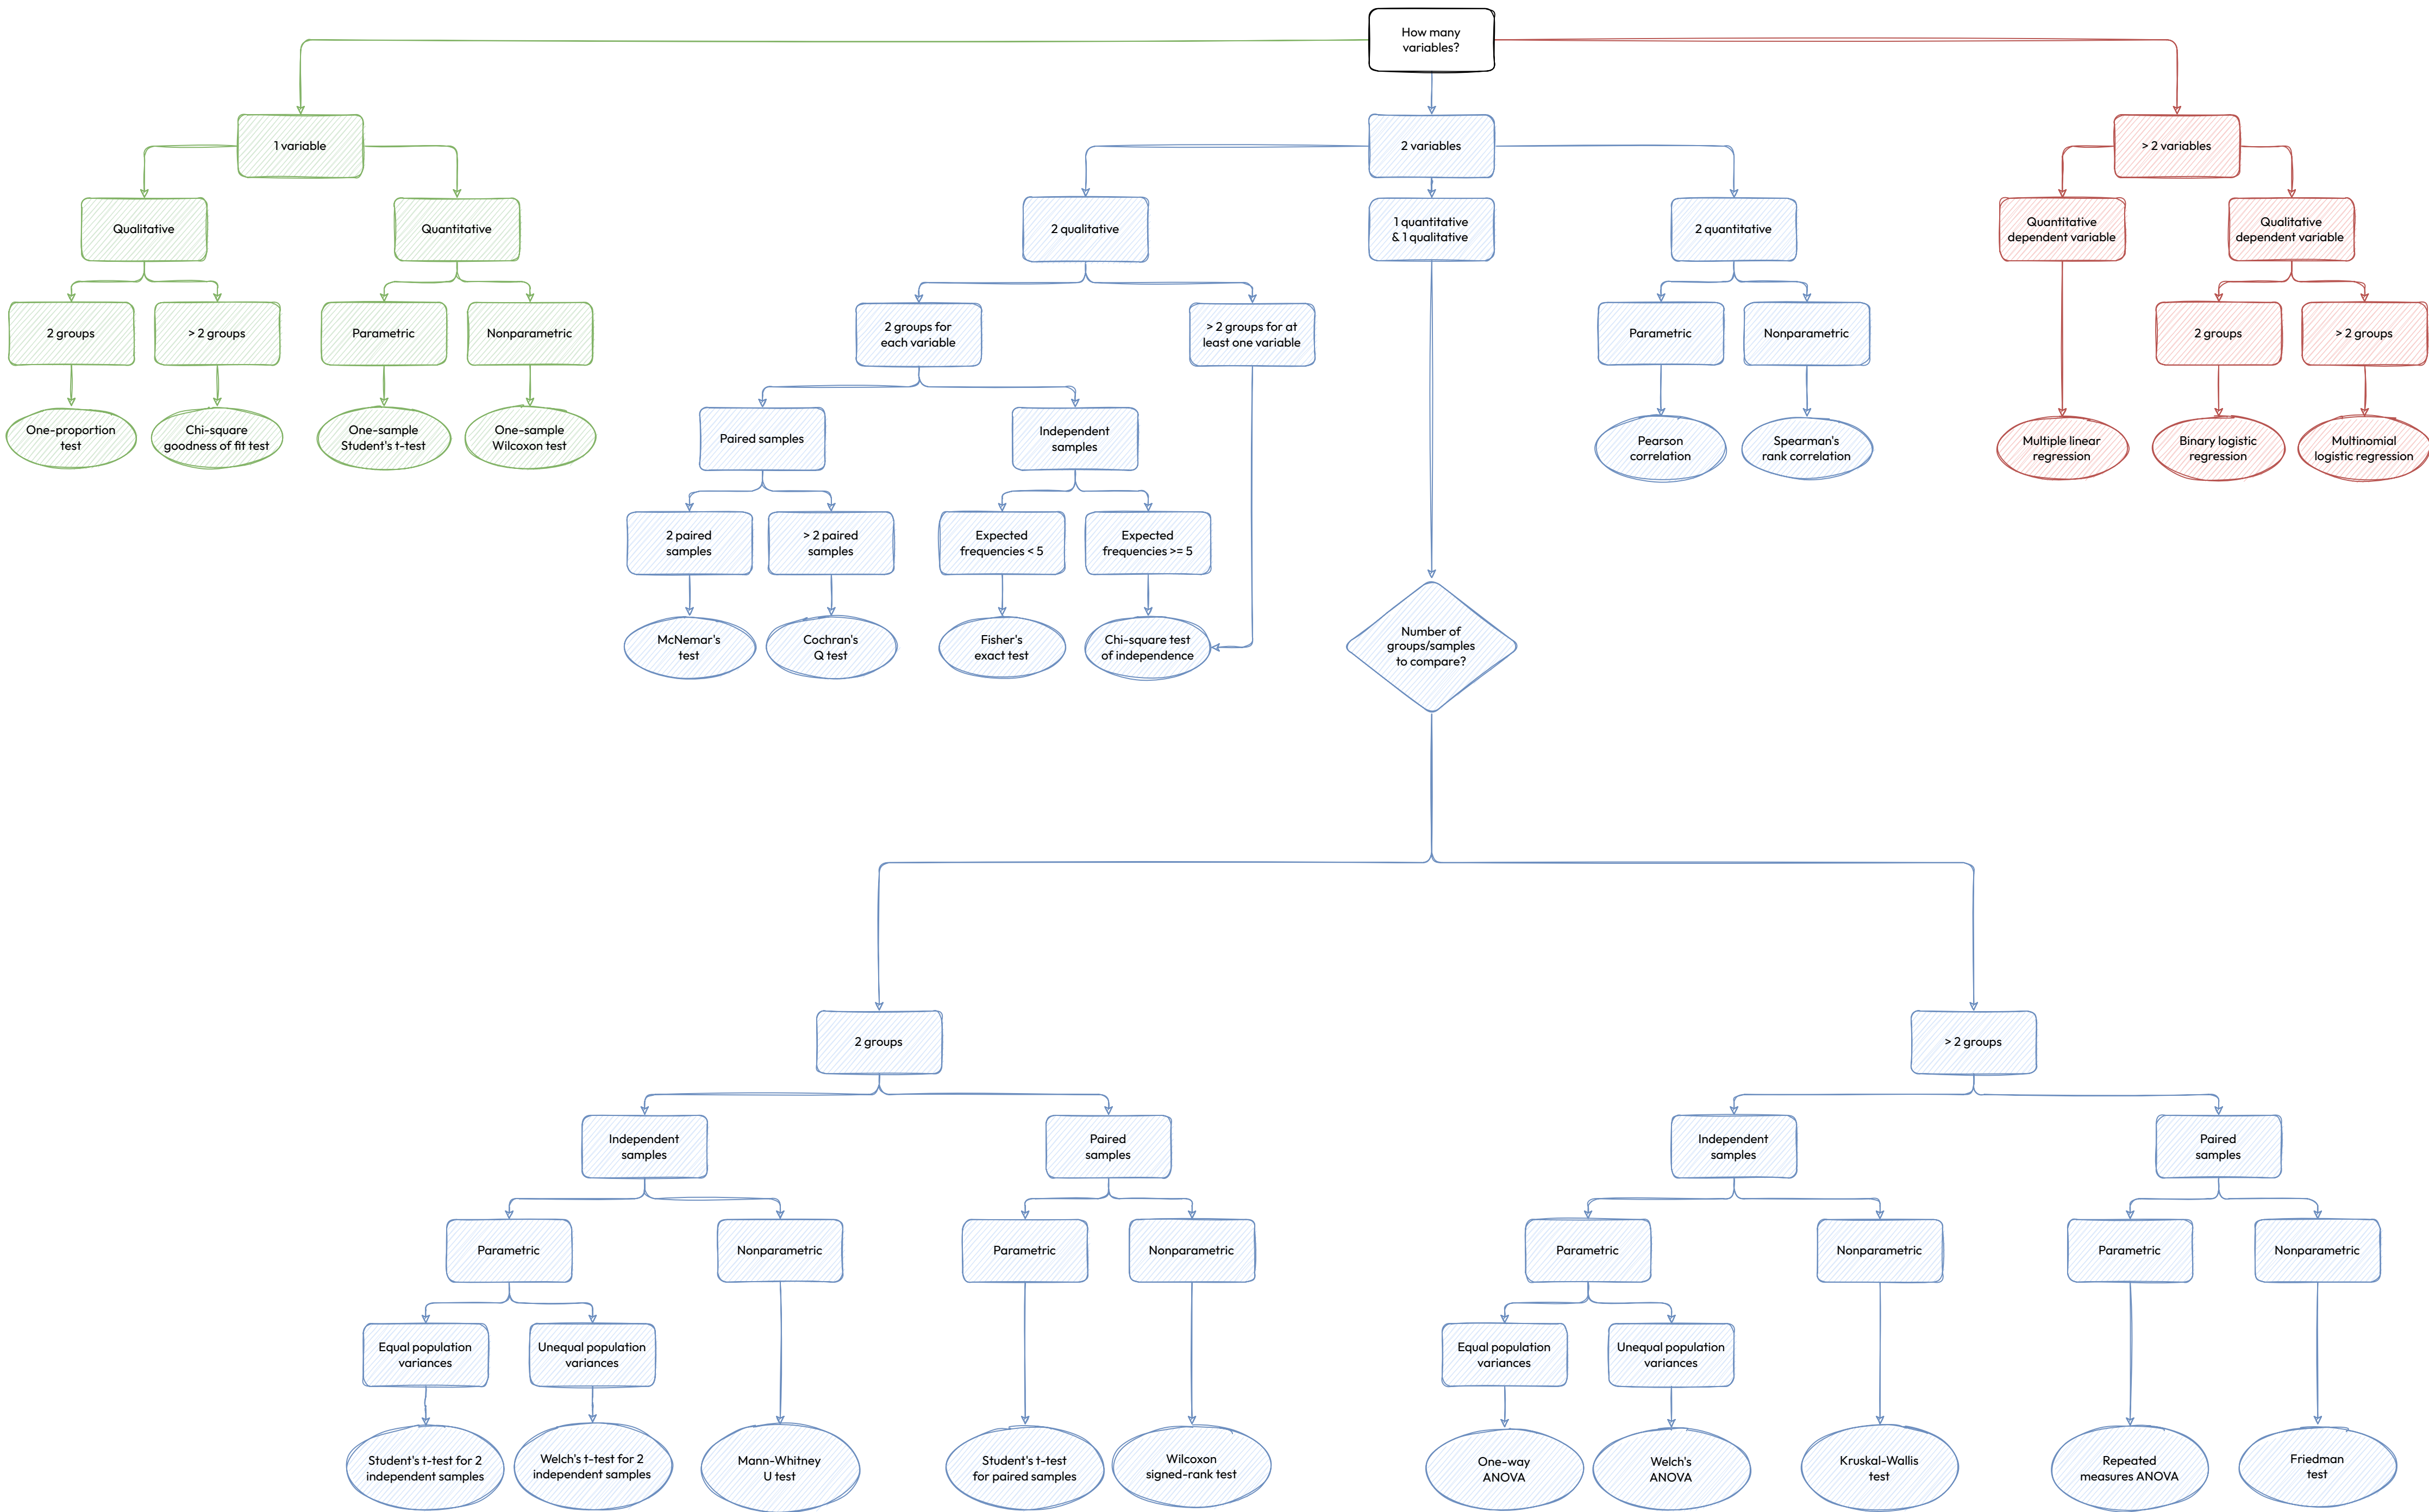 How many
variables?
1 variable
2 variables
> 2 variables
Qualitative
Quantitative
2 qualitative
1 quantitative
& 1 qualitative
2 quantitative
Quantitative
dependent variable
Qualitative
dependent variable
2 groups
> 2 groups
Parametric
Nonparametric
2 groups for
each variable
> 2 groups for at
least one variable
Parametric
Nonparametric
2 groups
> 2 groups
One-proportion
test
Chi-square
goodness of fit test
One-sample
Student's t-test
One-sample
Wilcoxon test
Paired samples
Independent
samples
Pearson
correlation
Spearman's
rank correlation
Multiple linear
regression
Binary logistic
regression
Multinomial
logistic regression
2 paired
samples
> 2 paired
samples
Expected
frequencies < 5
Expected
frequencies >= 5
McNemar's
test
Cochran's
Q test
Fisher's
exact test
Chi-square test
of independence
Number of
groups/samples
to compare?
2 groups
> 2 groups
Independent
samples
Paired
samples
Independent
samples
Paired
samples
Parametric
Nonparametric
Parametric
Nonparametric
Parametric
Nonparametric
Parametric
Nonparametric
Equal population
variances
Unequal population
variances
Equal population
variances
Unequal population
variances
Student's t-test for 2
independent samples
Welch's t-test for 2
independent samples
Mann-Whitney
U test
Student's t-test
for paired samples
Wilcoxon
signed-rank test
One-way
ANOVA
Welch's
ANOVA
Kruskal-Wallis
test
Repeated
measures ANOVA
Friedman
test